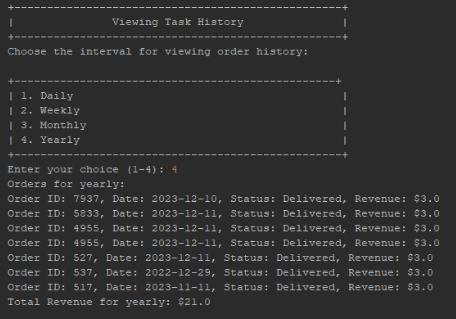 +--------------------------------------------------+
|               Viewing Task History               |
+--------------------------------------------------+
Choose the interval for viewing order history:
+-------------------------------------------------+
| 1. Daily                                         |
| 2. Weekly                                        |
| 3. Monthly                                       |
| 4. Yearly                                        |
+--------------------------------------------------+
Enter your choice (1-4): 4
Orders for yearly:
Order ID: 7937, Date: 2023-12-10, Status: Delivered, Revenue: $3.0
Order ID: 5833, Date: 2023-12-11, Status: Delivered, Revenue: $3.0
Order ID: 4955, Date: 2023-12-11, Status: Delivered, Revenue: $3.0
Order ID: 4955, Date: 2023-12-11, Status: Delivered, Revenue: $3.0
Order ID: 527, Date: 2023-12-11, Status: Delivered, Revenue: $3.0
Order ID: 537, Date: 2022-12-29, Status: Delivered, Revenue: $3.0
Order ID: 517, Date: 2023-11-11, Status: Delivered, Revenue: $3.0
Total Revenue for yearly: $21.0